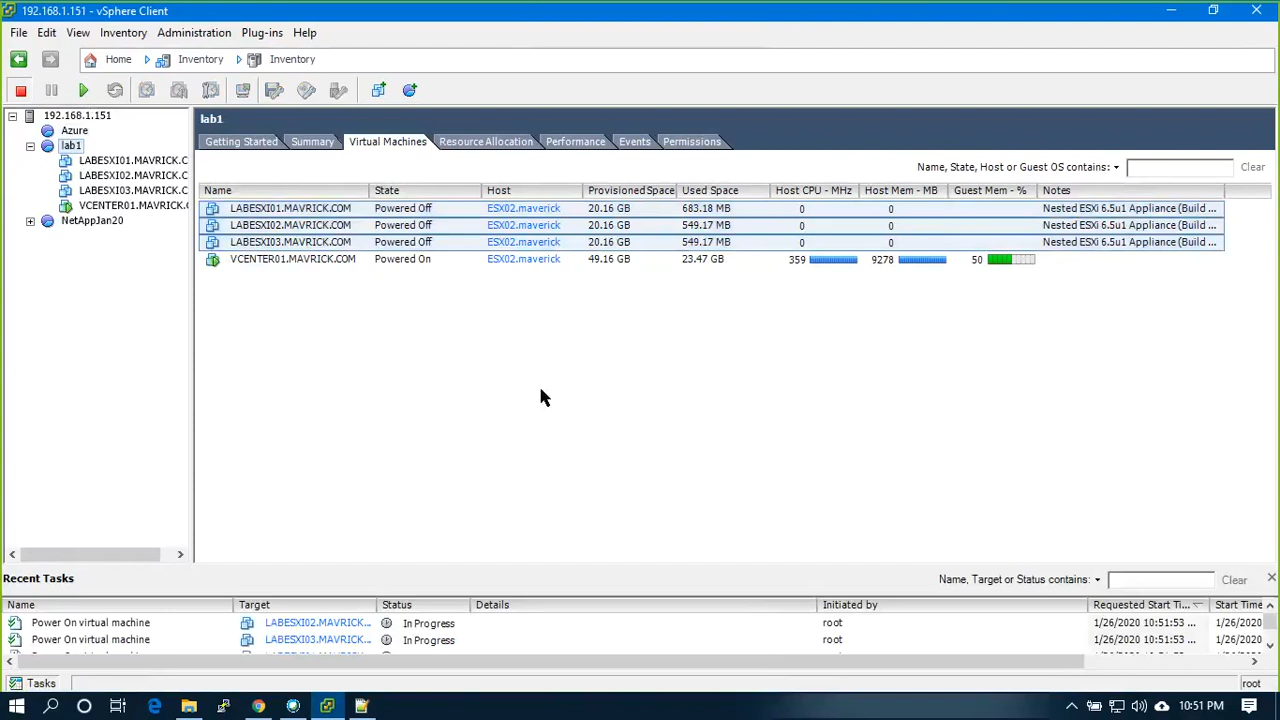 192.168.1.151 - vSphere Client
File Edit View Inventory Administration Plug-ins Help
Home Inventory Inventory
192.168.1.151
Azure
lab1
LABESXI01.MAVRICK.C
LABESXI02.MAVRICK.C
LABESXI03.MAVRICK.C
VCENTER01.MAVRICK.C
NetAppJan20
lab1
Getting Started Summary Virtual Machines Resource Allocation Performance Events Permissions
Name, State, Host or Guest OS contains: Clear
Name State Host Provisioned Space Used Space Host CPU - MHz Host Mem - MB Guest Mem - % Notes
LABESXI01.MAVRICK.COM Powered Off ESX02.maverick 20.16 GB 683.18 MB 0 0 Nested ESXi 6.5u1 Appliance (Build ...
LABESXI02.MAVRICK.COM Powered Off ESX02.maverick 20.16 GB 549.17 MB 0 0 Nested ESXi 6.5u1 Appliance (Build ...
LABESXI03.MAVRICK.COM Powered Off ESX02.maverick 20.16 GB 549.17 MB 0 0 Nested ESXi 6.5u1 Appliance (Build ...
VCENTER01.MAVRICK.COM Powered On ESX02.maverick 49.16 GB 23.47 GB 359 9278 50
Recent Tasks Name, Target or Status contains: Clear
Name Target Status Details Initiated by Requested Start Ti... Start Time
Power On virtual machine LABESXI02.MAVRICK... In Progress root 1/26/2020 10:51:53 ... 1/26/2020
Power On virtual machine LABESXI03.MAVRICK... In Progress root 1/26/2020 10:51:53 ... 1/26/2020
Tasks root
10:51 PM